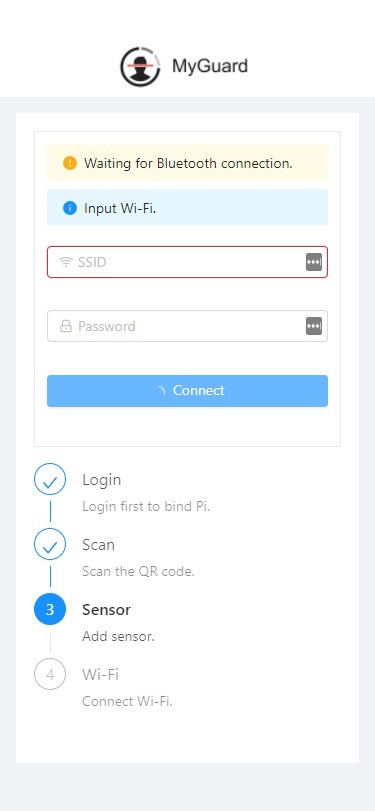 MyGuard
Waiting for Bluetooth connection.
Input Wi-Fi.
SSID
Password
Connect
Login
Login first to bind Pi.
Scan
Scan the QR code.
3
Sensor
Add sensor.
4
Wi-Fi
Connect Wi-Fi.